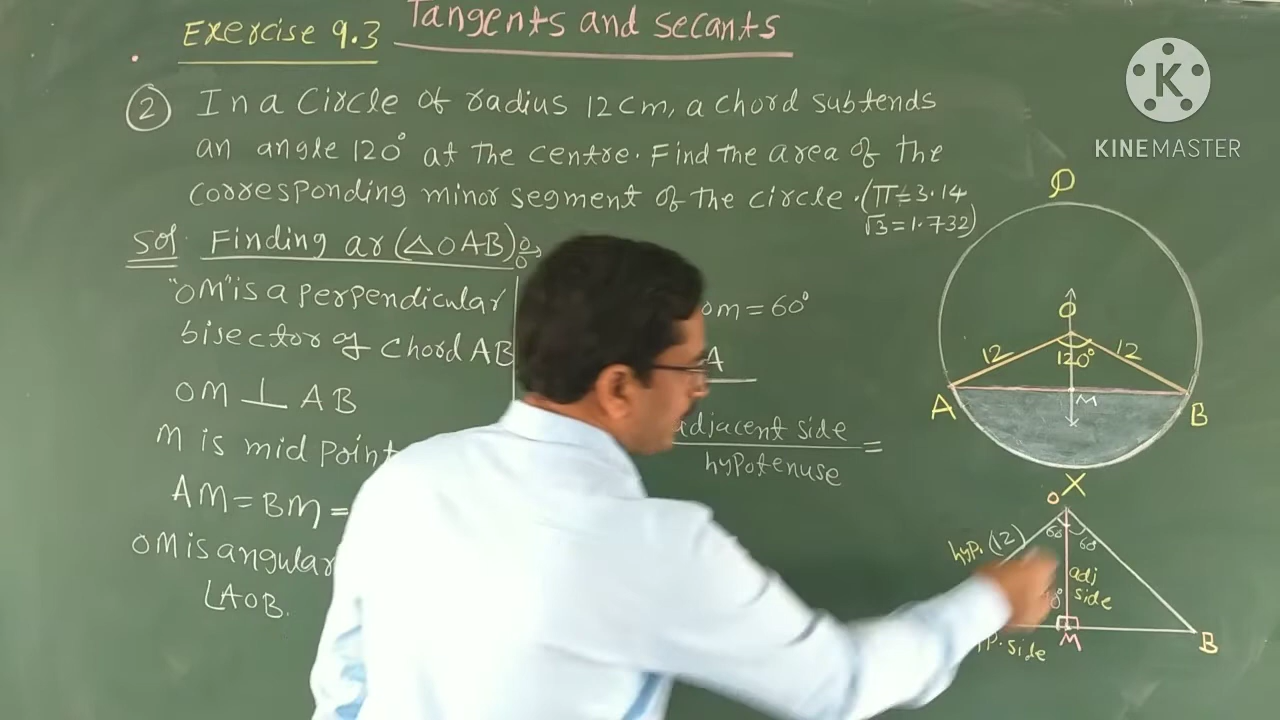 Exercise 9.3 Tangents and secants
K
KINEMASTER
② In a Circle of radius 12cm, a chord subtends
an angle 120° at the centre. Find the area of the
corresponding minor segment of the circle. (π=3.14
√3=1.732)
Sol Finding ar (△OAB):
"OM" is a perpendicular
bisector of chord AB
OM ⊥ AB
M is mid point
AM = BM =
OM is angular
∠AOB.
om = 60°
A
adjacent side =
hypotenuse
O
12 120° 12
A M B
X
O
60° 60°
hyp. (12)
adj
side
M B
side